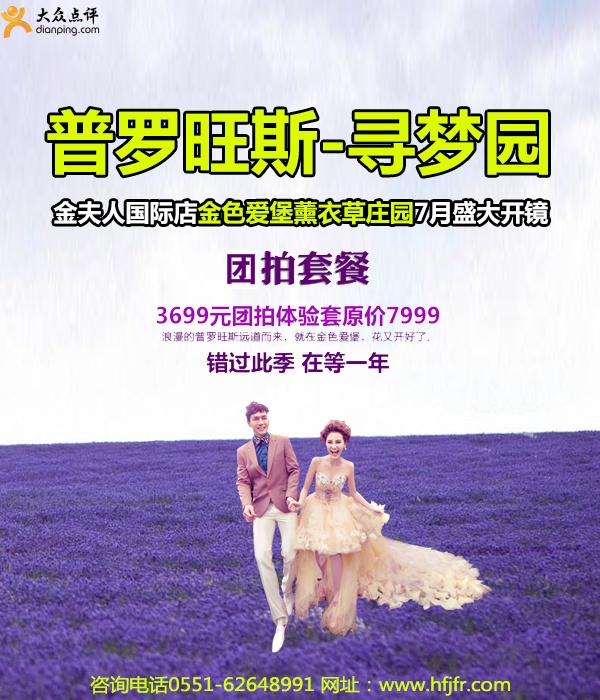 大众点评
dianping.com
普罗旺斯-寻梦园
金夫人国际店金色爱堡薰衣草庄园7月盛大开镜
团拍套餐
3699元团拍体验套原价7999
浪漫的普罗旺斯远道而来，就在金色爱堡，花又开好了.
错过此季 在等一年
咨询电话0551-62648991 网址：www.hfjfr.com